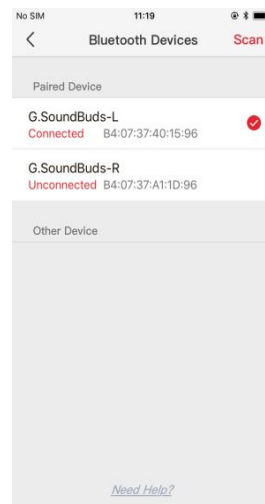 No SIM 11:19
Bluetooth Devices Scan
Paired Device
G.SoundBuds-L
Connected B4:07:37:40:15:96
G.SoundBuds-R
Unconnected B4:07:37:A1:1D:96
Other Device
Need Help?